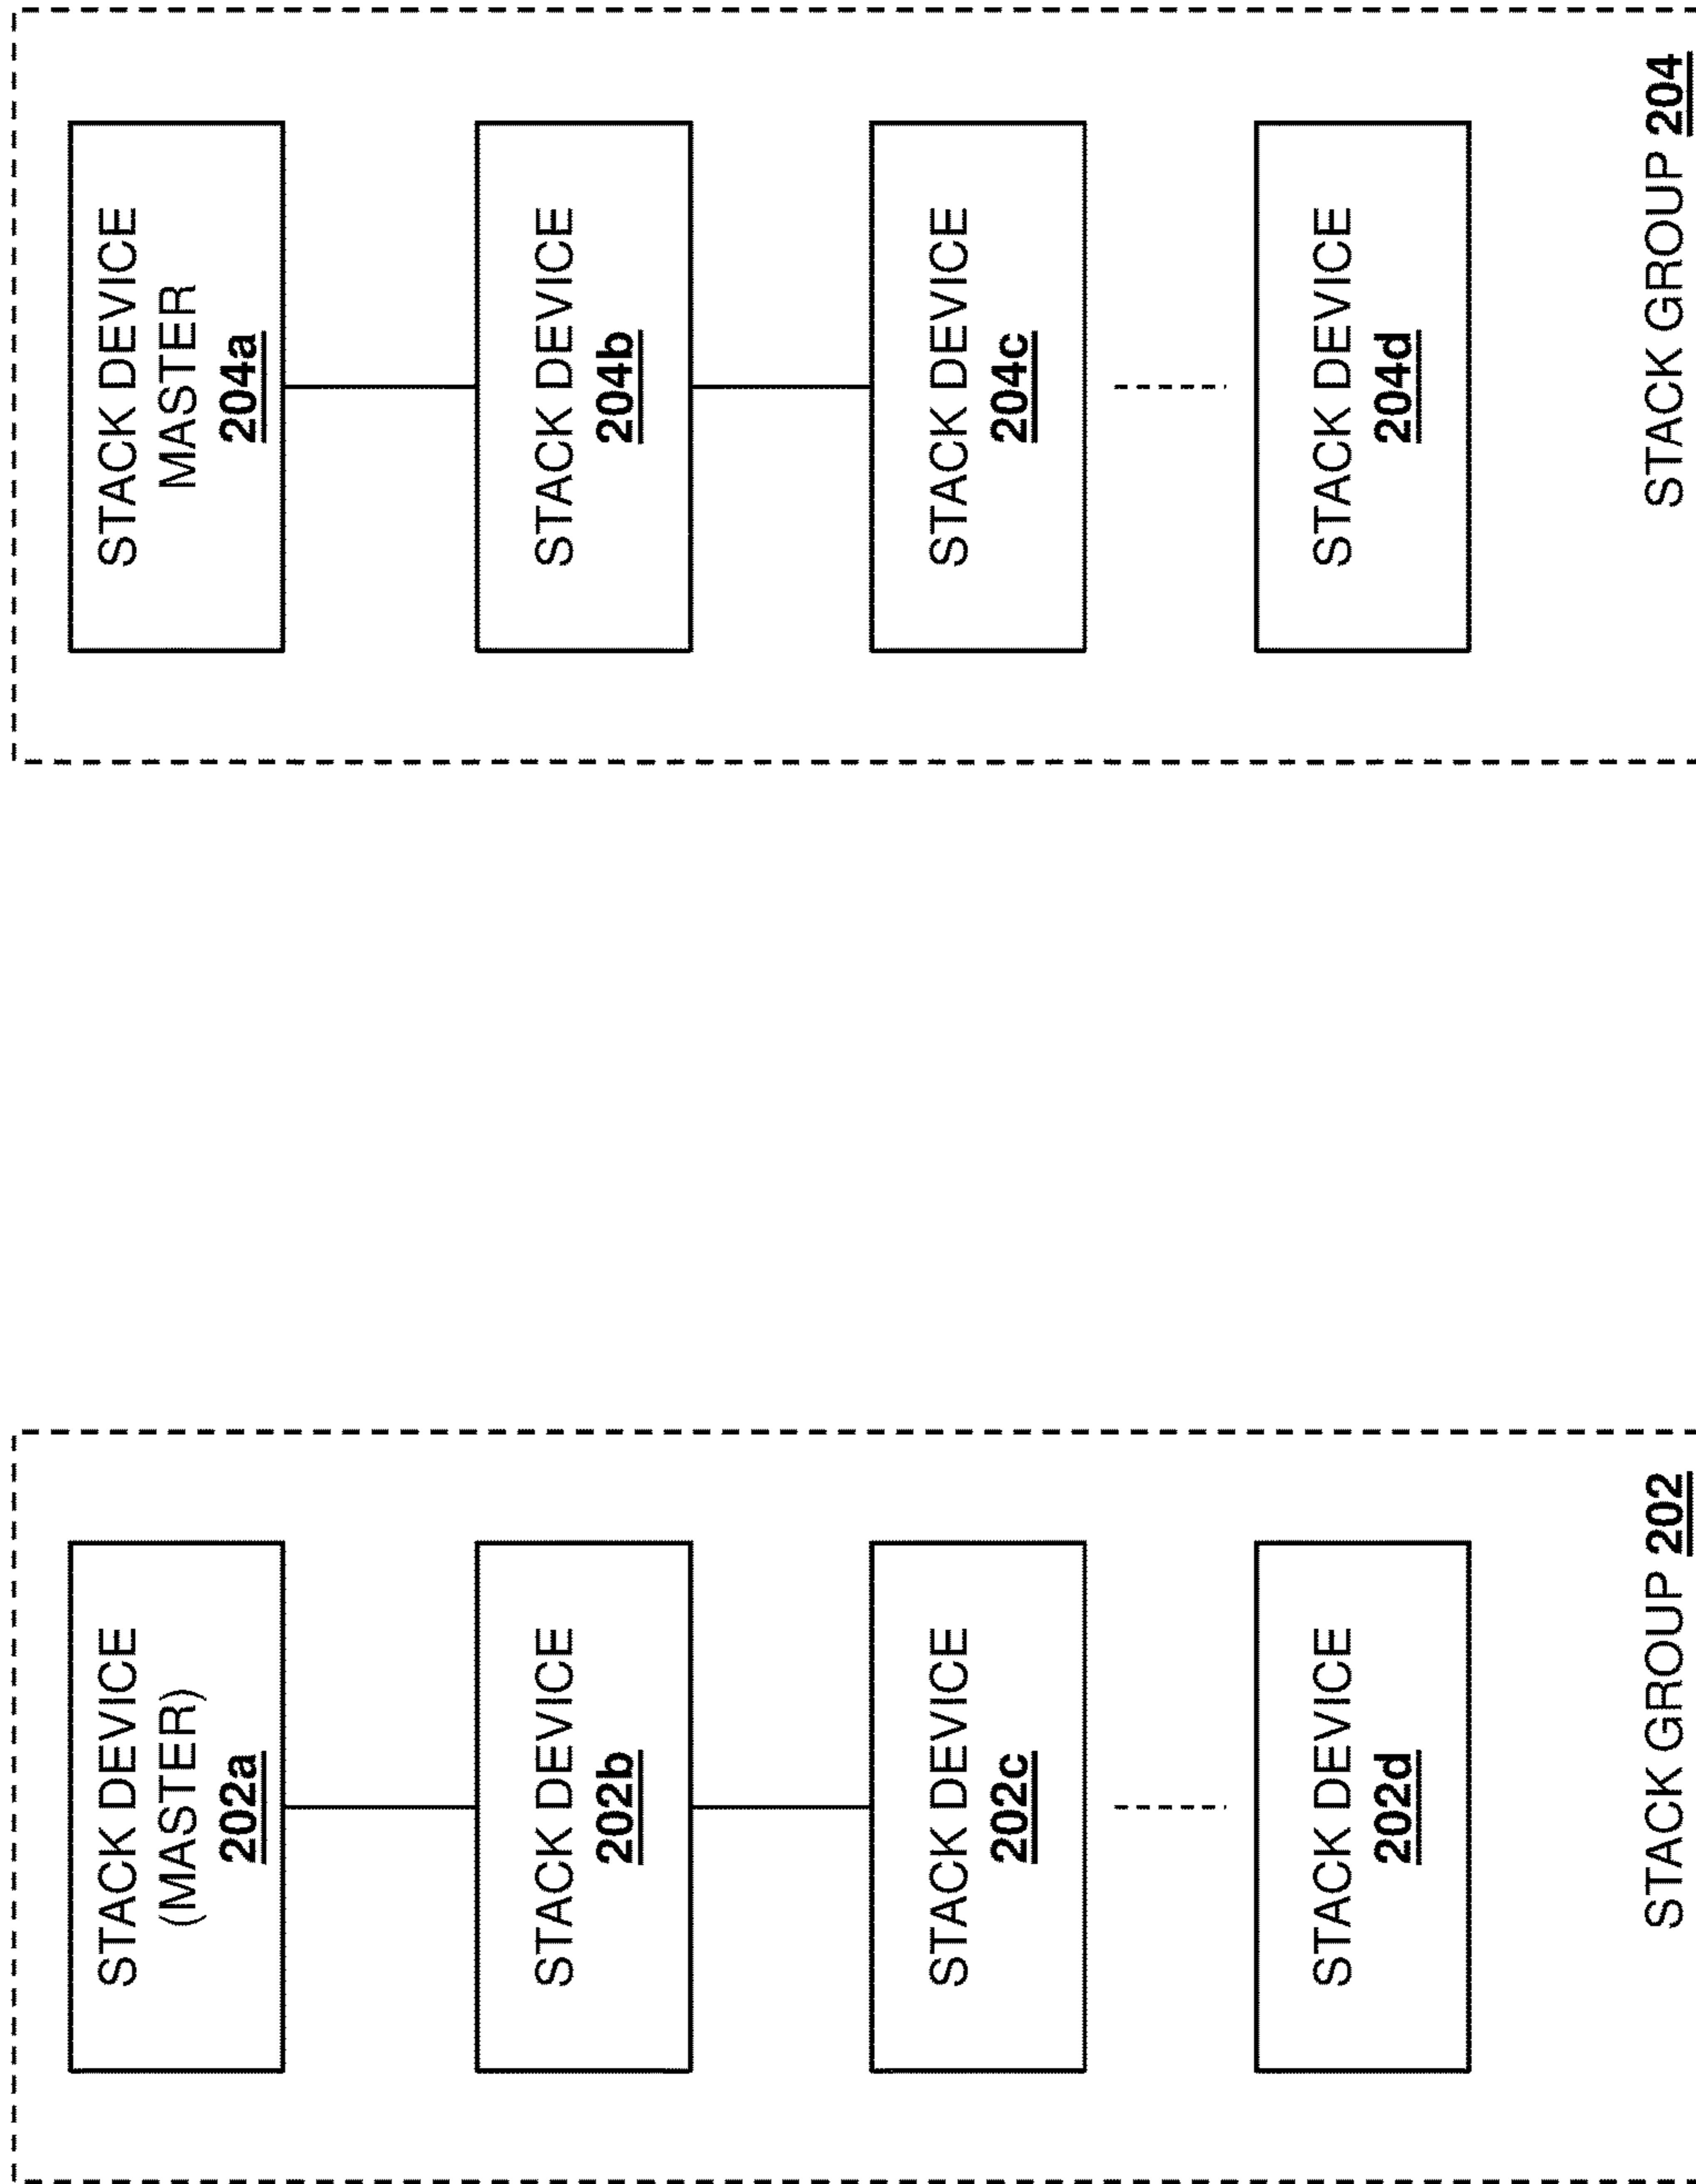 STACK DEVICE
(MASTER)
202a
STACK DEVICE
202b
STACK DEVICE
202c
STACK DEVICE
202d
STACK GROUP 202
STACK DEVICE
MASTER
204a
STACK DEVICE
204b
STACK DEVICE
204c
STACK DEVICE
204d
STACK GROUP 204